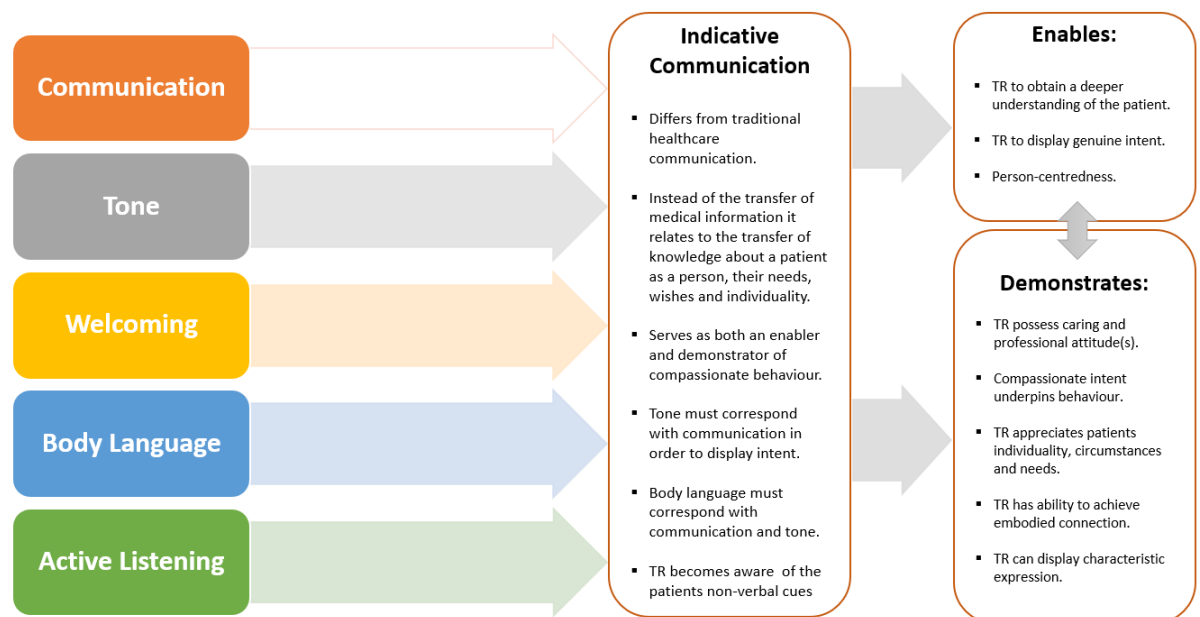 Communication
Tone
Welcoming
Body Language
Active Listening
Indicative
Communication
▪ Differs from traditional
healthcare
communication.
▪ Instead of the transfer of
medical information it
relates to the transfer of
knowledge about a patient
as a person, their needs,
wishes and individuality.
▪ Serves as both an enabler
and demonstrator of
compassionate behaviour.
▪ Tone must correspond
with communication in
order to display intent.
▪ Body language must
correspond with
communication and tone.
▪ TR becomes aware of the
patients non-verbal cues
Enables:
▪ TR to obtain a deeper
understanding of the patient.
▪ TR to display genuine intent.
▪ Person-centredness.
Demonstrates:
▪ TR possess caring and
professional attitude(s).
▪ Compassionate intent
underpins behaviour.
▪ TR appreciates patients
individuality, circumstances
and needs.
▪ TR has ability to achieve
embodied connection.
▪ TR can display characteristic
expression.